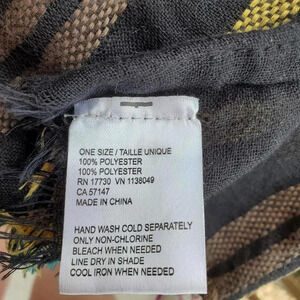 ONE SIZE / TAILLE UNIQUE
100% POLYESTER
100% POLYESTER
RN 17730 VN 1138049
CA 57147
MADE IN CHINA
HAND WASH COLD SEPARATELY
ONLY NON-CHLORINE
BLEACH WHEN NEEDED
LINE DRY IN SHADE
COOL IRON WHEN NEEDED